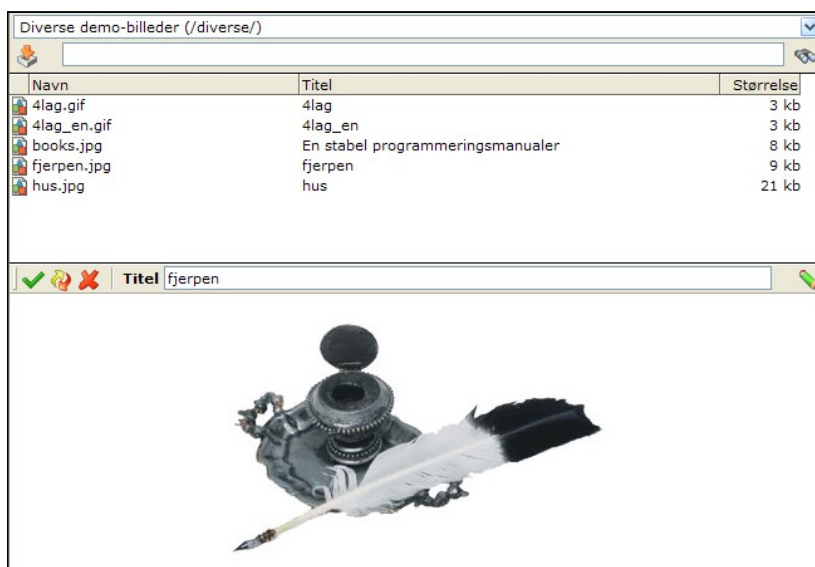 Diverse demo-billeder (/diverse/)
Navn Titel Størrelse
4lag.gif 4lag 3 kb
4lag_en.gif 4lag_en 3 kb
books.jpg En stabel programmeringsmanualer 8 kb
fjerpen.jpg fjerpen 9 kb
hus.jpg hus 21 kb
Titel fjerpen